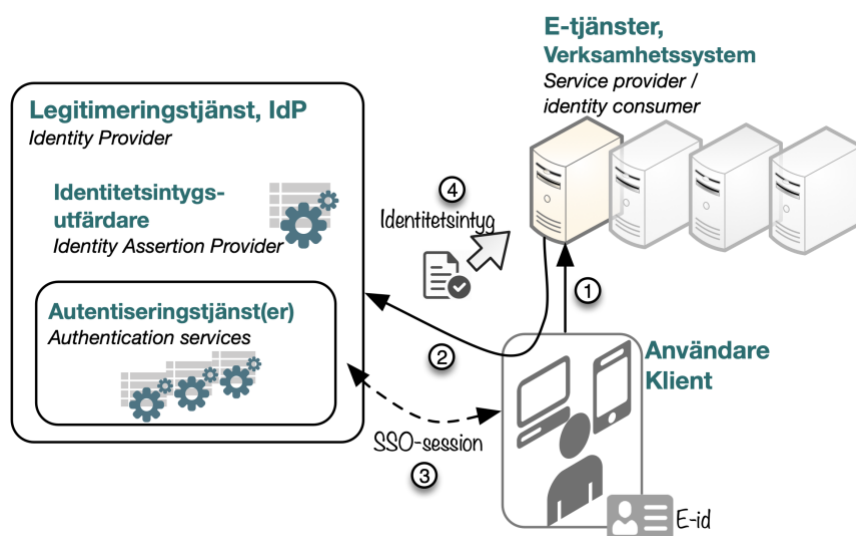 E-tjänster,
Verksamhetssystem
Service provider /
identity consumer
Legitimeringstjänst, IdP
Identity Provider
Identitetsintygs-
utfärdare
Identity Assertion Provider
4
Identitetsintyg
Autentiseringstjänst(er)
Authentication services
1
2
Användare
Klient
SSO-session
3
E-id